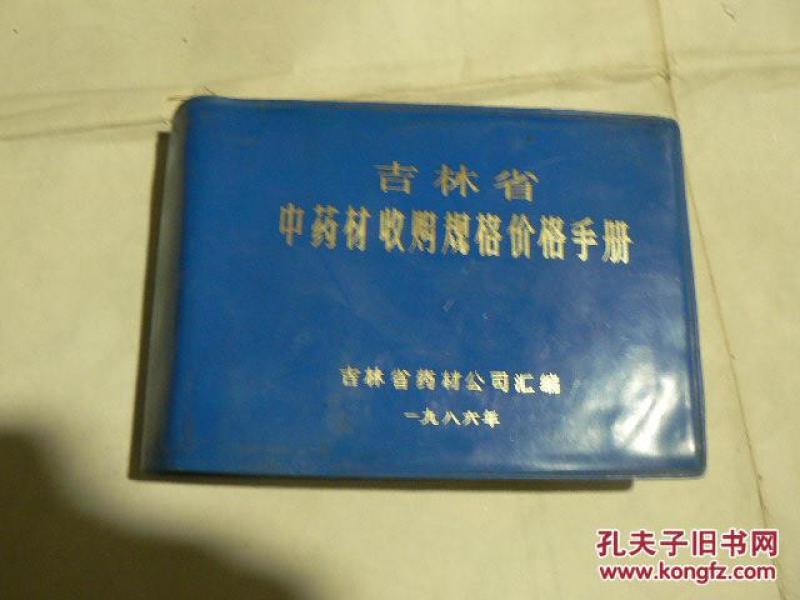 吉林省
中药材收购规格价格手册
吉林省药材公司汇编
一九八六年
孔夫子旧书网
www.kongfz.com